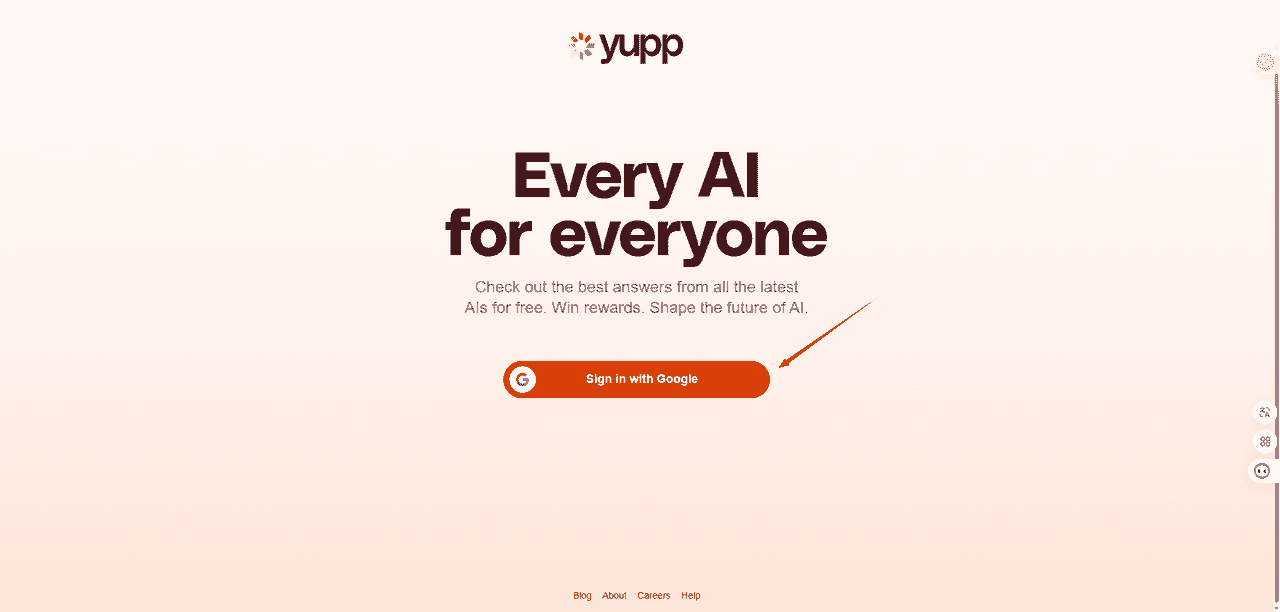 yupp
Every AI
for everyone
Check out the best answers from all the latest
AIs for free. Win rewards. Shape the future of AI.
G Sign in with Google
Blog About Careers Help